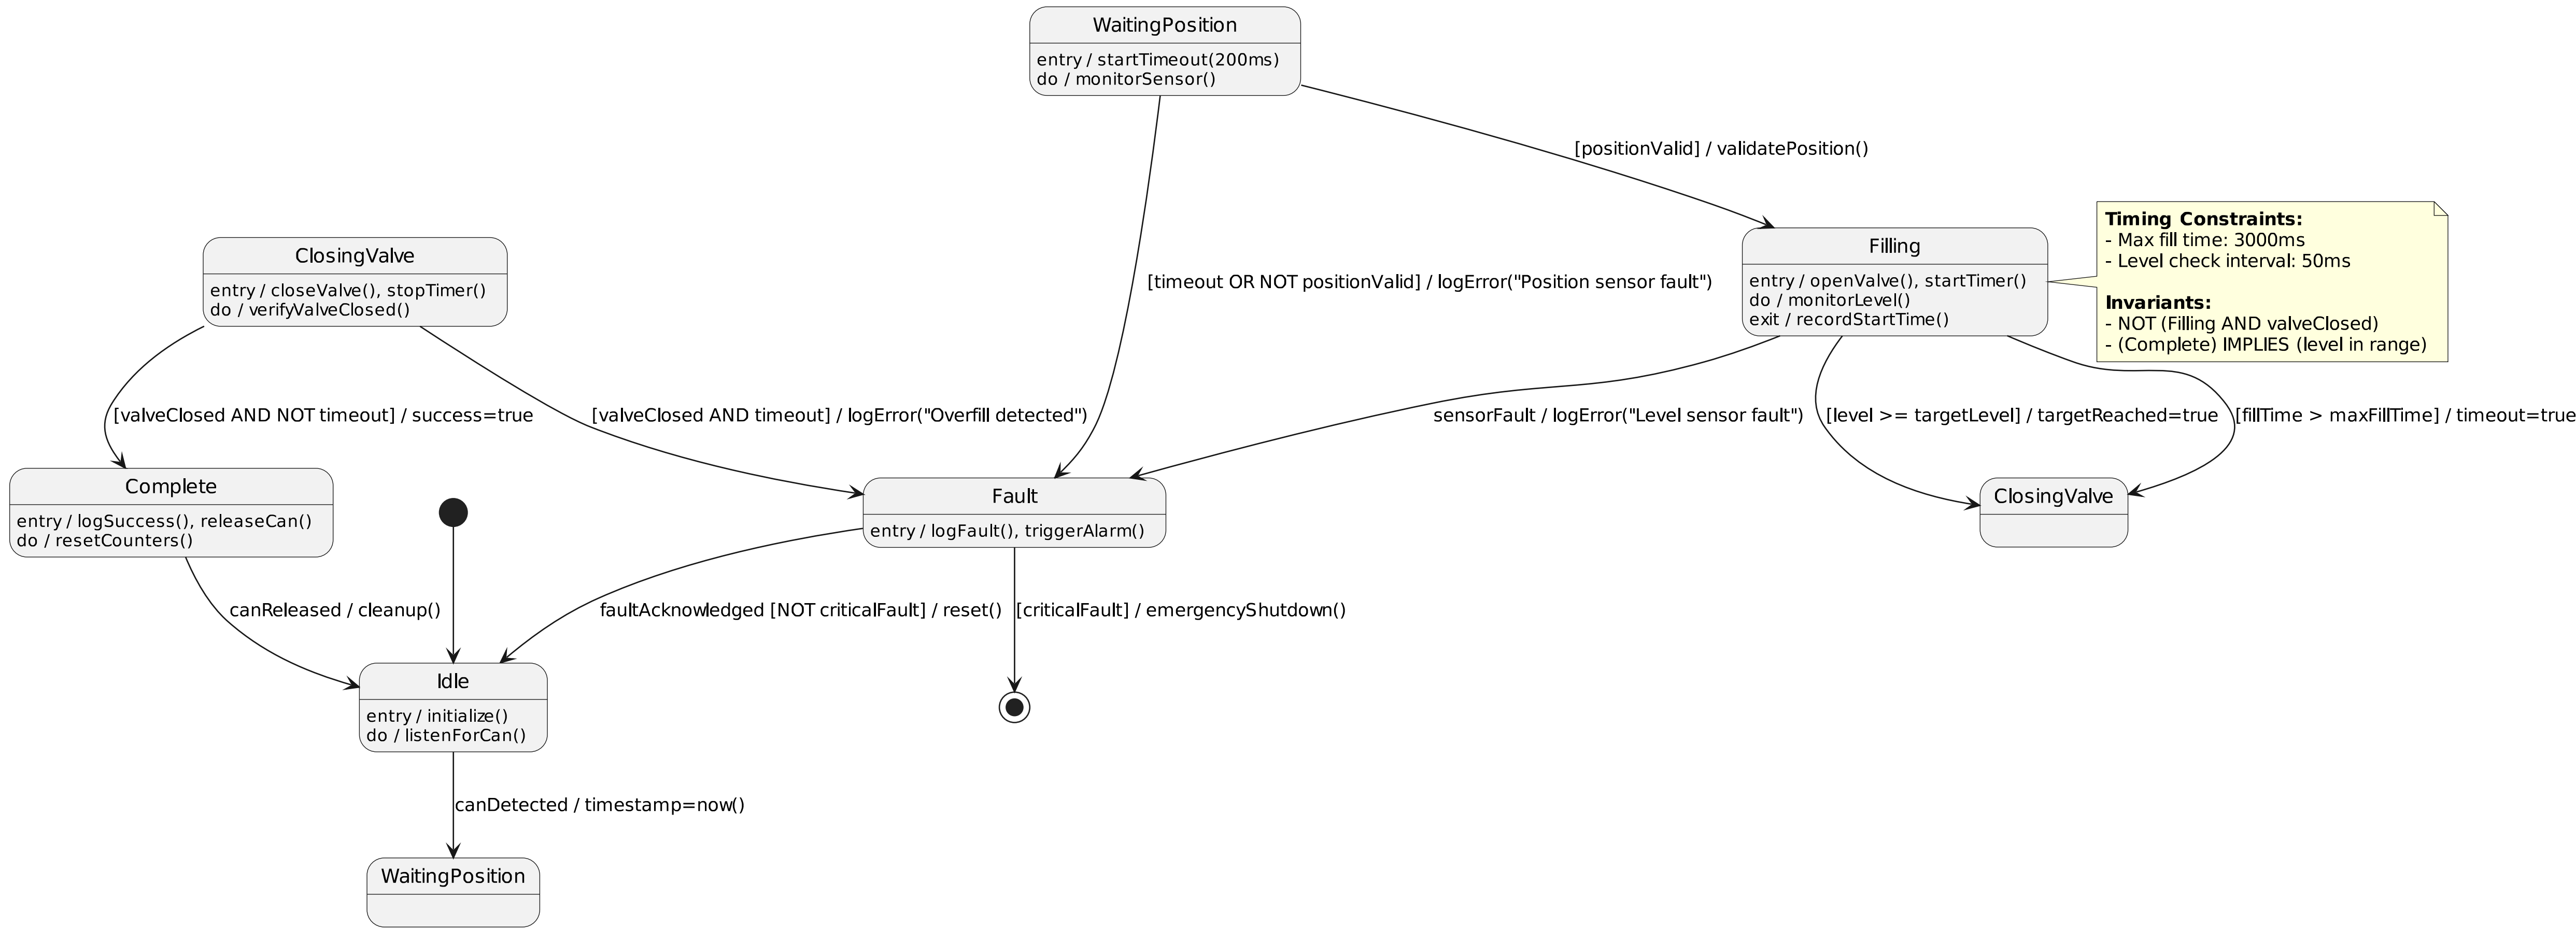 WaitingPosition
entry / startTimeout(200ms)
do / monitorSensor()
[positionValid] / validatePosition()
ClosingValve
entry / closeValve(), stopTimer()
do / verifyValveClosed()
[timeout OR NOT positionValid] / logError("Position sensor fault")
Filling
entry / openValve(), startTimer()
do / monitorLevel()
exit / recordStartTime()
Timing Constraints:
- Max fill time: 3000ms
- Level check interval: 50ms
Invariants:
- NOT (Filling AND valveClosed)
- (Complete) IMPLIES (level in range)
[valveClosed AND NOT timeout] / success=true
[valveClosed AND timeout] / logError("Overfill detected")
sensorFault / logError("Level sensor fault")
[level >= targetLevel] / targetReached=true
[fillTime > maxFillTime] / timeout=true
Complete
entry / logSuccess(), releaseCan()
do / resetCounters()
Fault
entry / logFault(), triggerAlarm()
ClosingValve
canReleased / cleanup()
faultAcknowledged [NOT criticalFault] / reset()
[criticalFault] / emergencyShutdown()
Idle
entry / initialize()
do / listenForCan()
canDetected / timestamp=now()
WaitingPosition